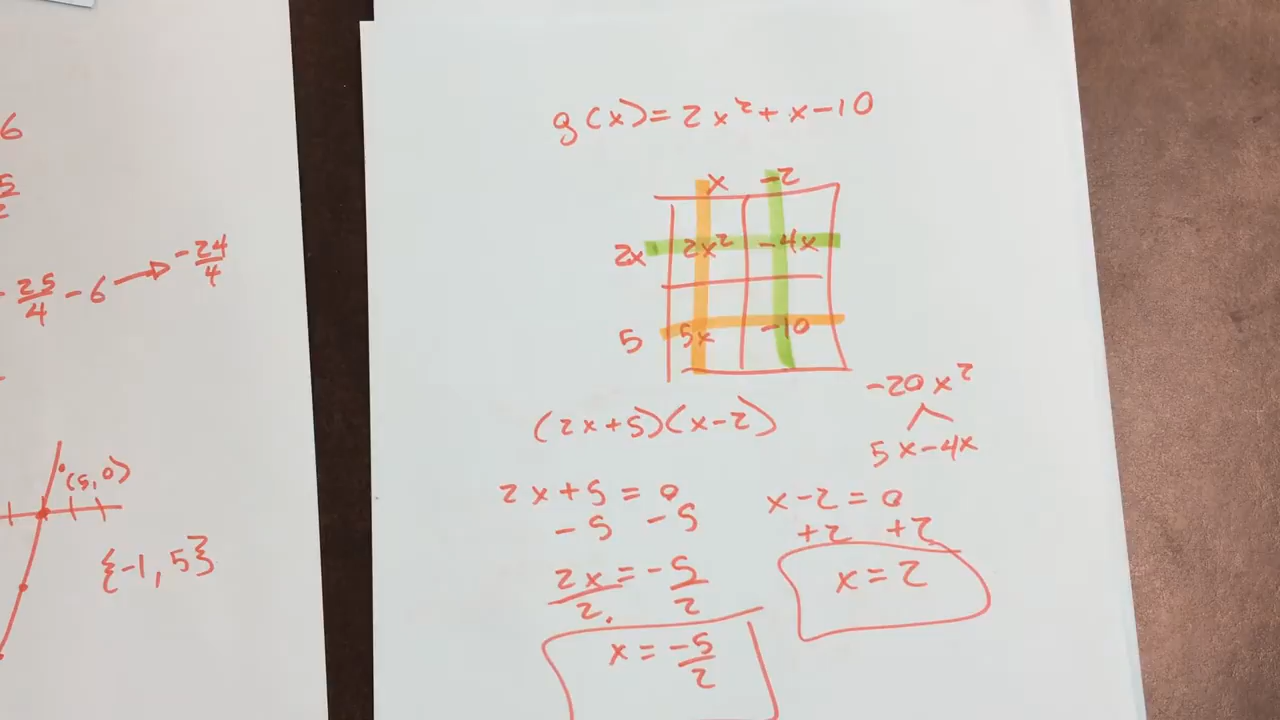 6
5/2
25/4 - 6 → -24/4
(5,0)
{-1, 5}
g(x) = 2x² + x - 10
x -2
2x 2x² -4x
5 5x -10
-20x²
(2x+5)(x-2)
5x -4x
2x+5 = 0 x-2 = 0
-5 -5 +2 +2
2x/2 = -5/2 x = 2
x = -5/2